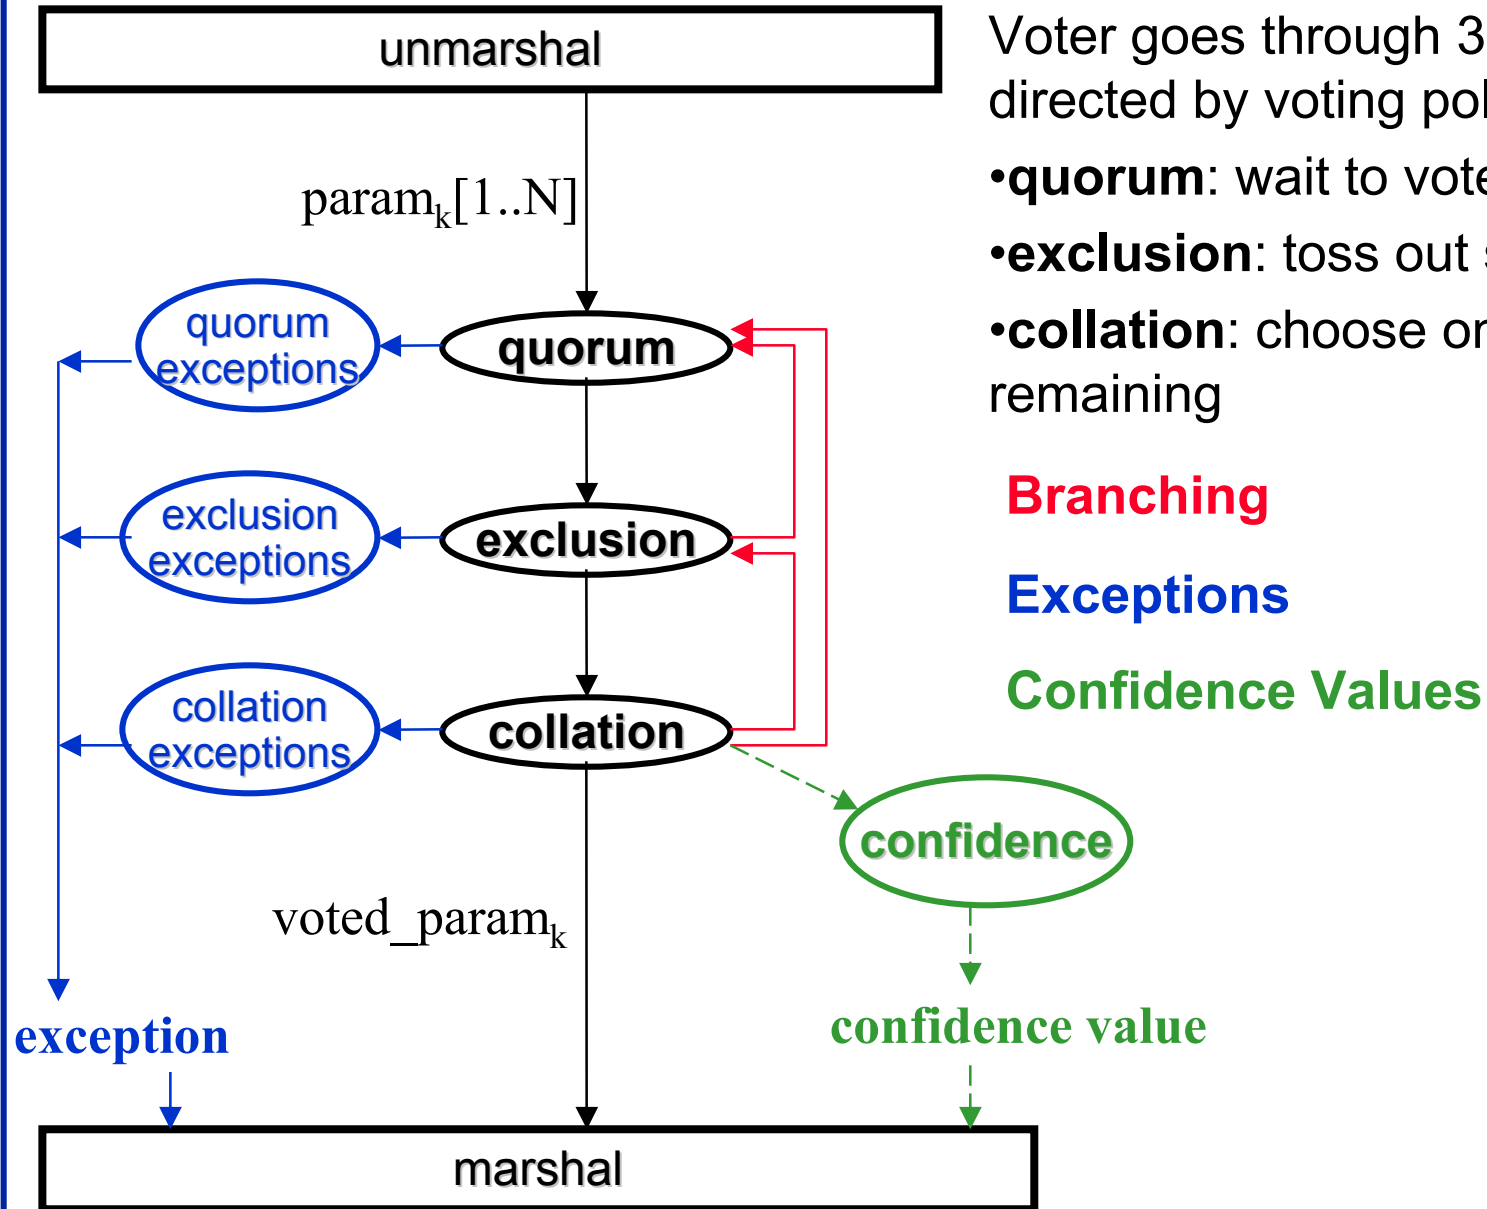 unmarshal
param_k[1..N]
quorum
exceptions
quorum
exclusion
exceptions
exclusion
collation
exceptions
collation
confidence
voted_param_k
exception
confidence value
marshal
Voter goes through 3
directed by voting
•quorum: wait to vote
•exclusion: toss out
•collation: choose
remaining
Branching
Exceptions
Confidence Values